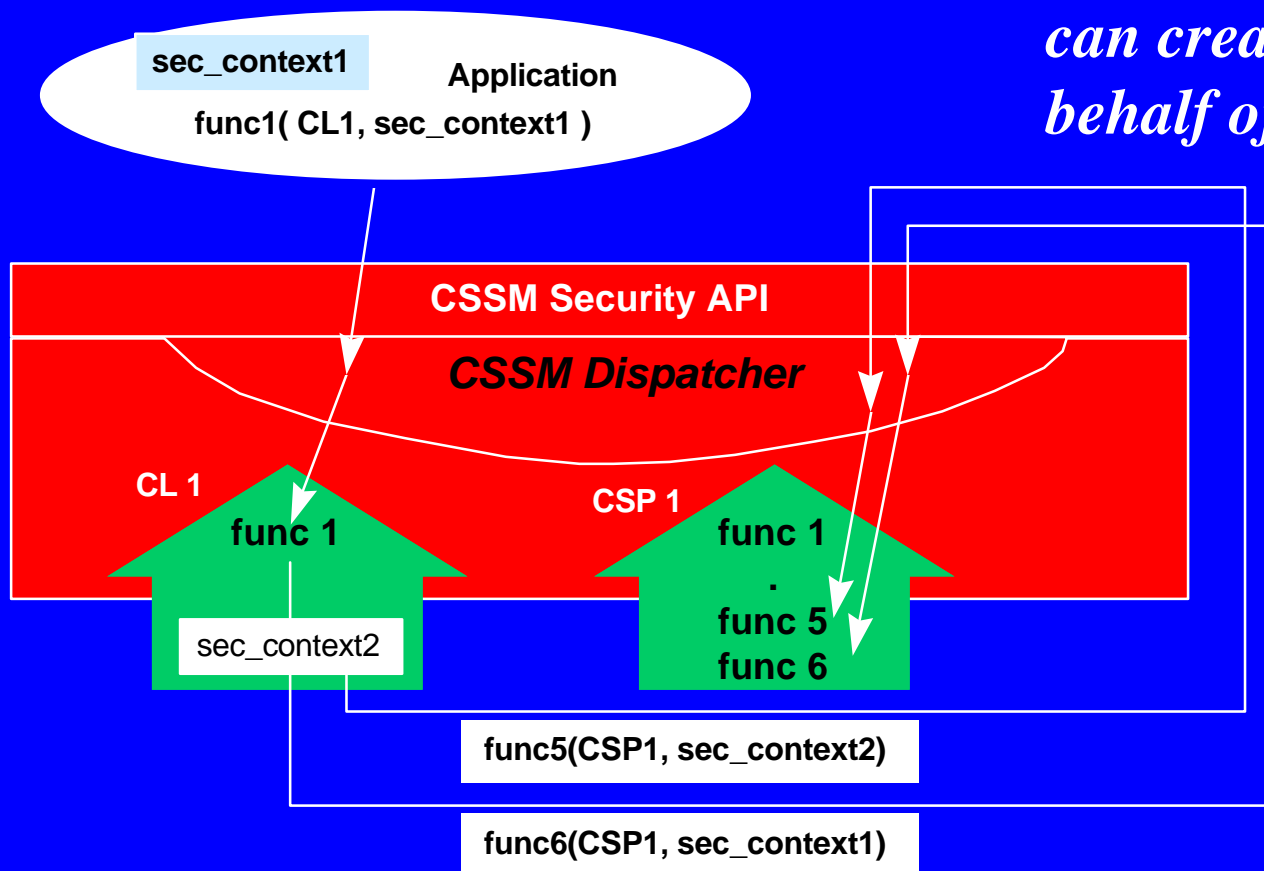 can
behalf
sec_context1
Application
func1( CL1, sec_context1 )
CSSM Security API
CSSM Dispatcher
CL 1
func 1
sec_context2
CSP 1
func 1
.
func 5
func 6
func5(CSP1, sec_context2)
func6(CSP1, sec_context1)